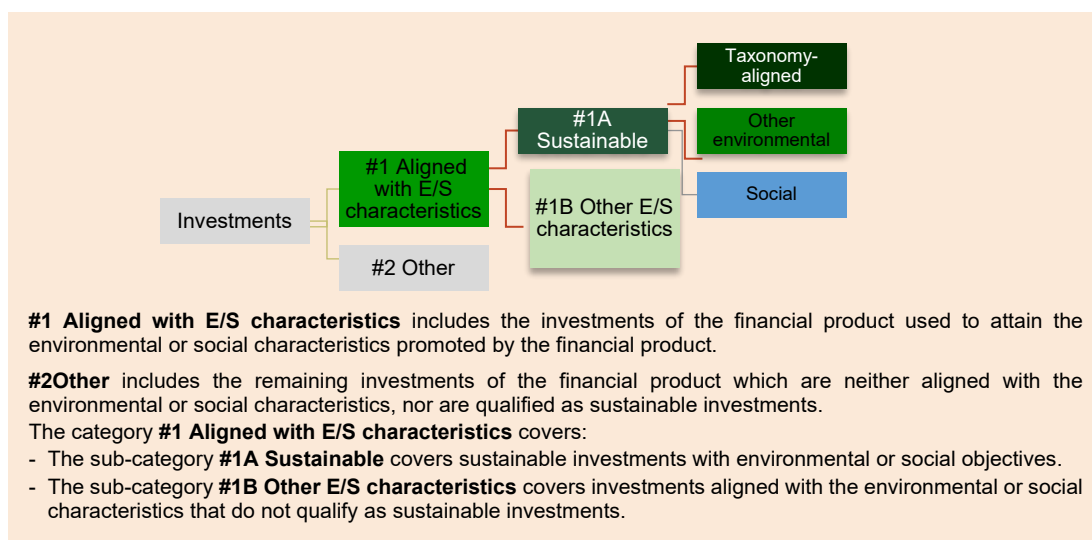 Taxonomy-
aligned
#1A
Sustainable
Other
environmental
#1 Aligned
with E/S
characteristics
#1B Other E/S
characteristics
Social
Investments
#2 Other
#1 Aligned with E/S characteristics includes the investments of the financial product used to attain the
environmental or social characteristics promoted by the financial product.
#2Other includes the remaining investments of the financial product which are neither aligned with the
environmental or social characteristics, nor are qualified as sustainable investments.
The category #1 Aligned with E/S characteristics covers:
- The sub-category #1A Sustainable covers sustainable investments with environmental or social objectives.
- The sub-category #1B Other E/S characteristics covers investments aligned with the environmental or social
characteristics that do not qualify as sustainable investments.